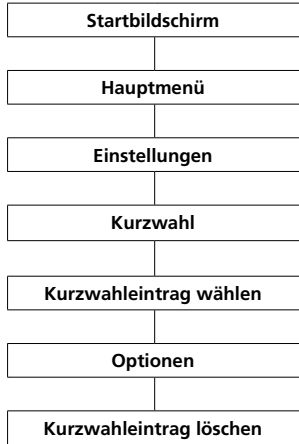 Startbildschirm
Hauptmenü
Einstellungen
Kurzwahl
Kurzwahleintrag wählen
Optionen
Kurzwahleintrag löschen